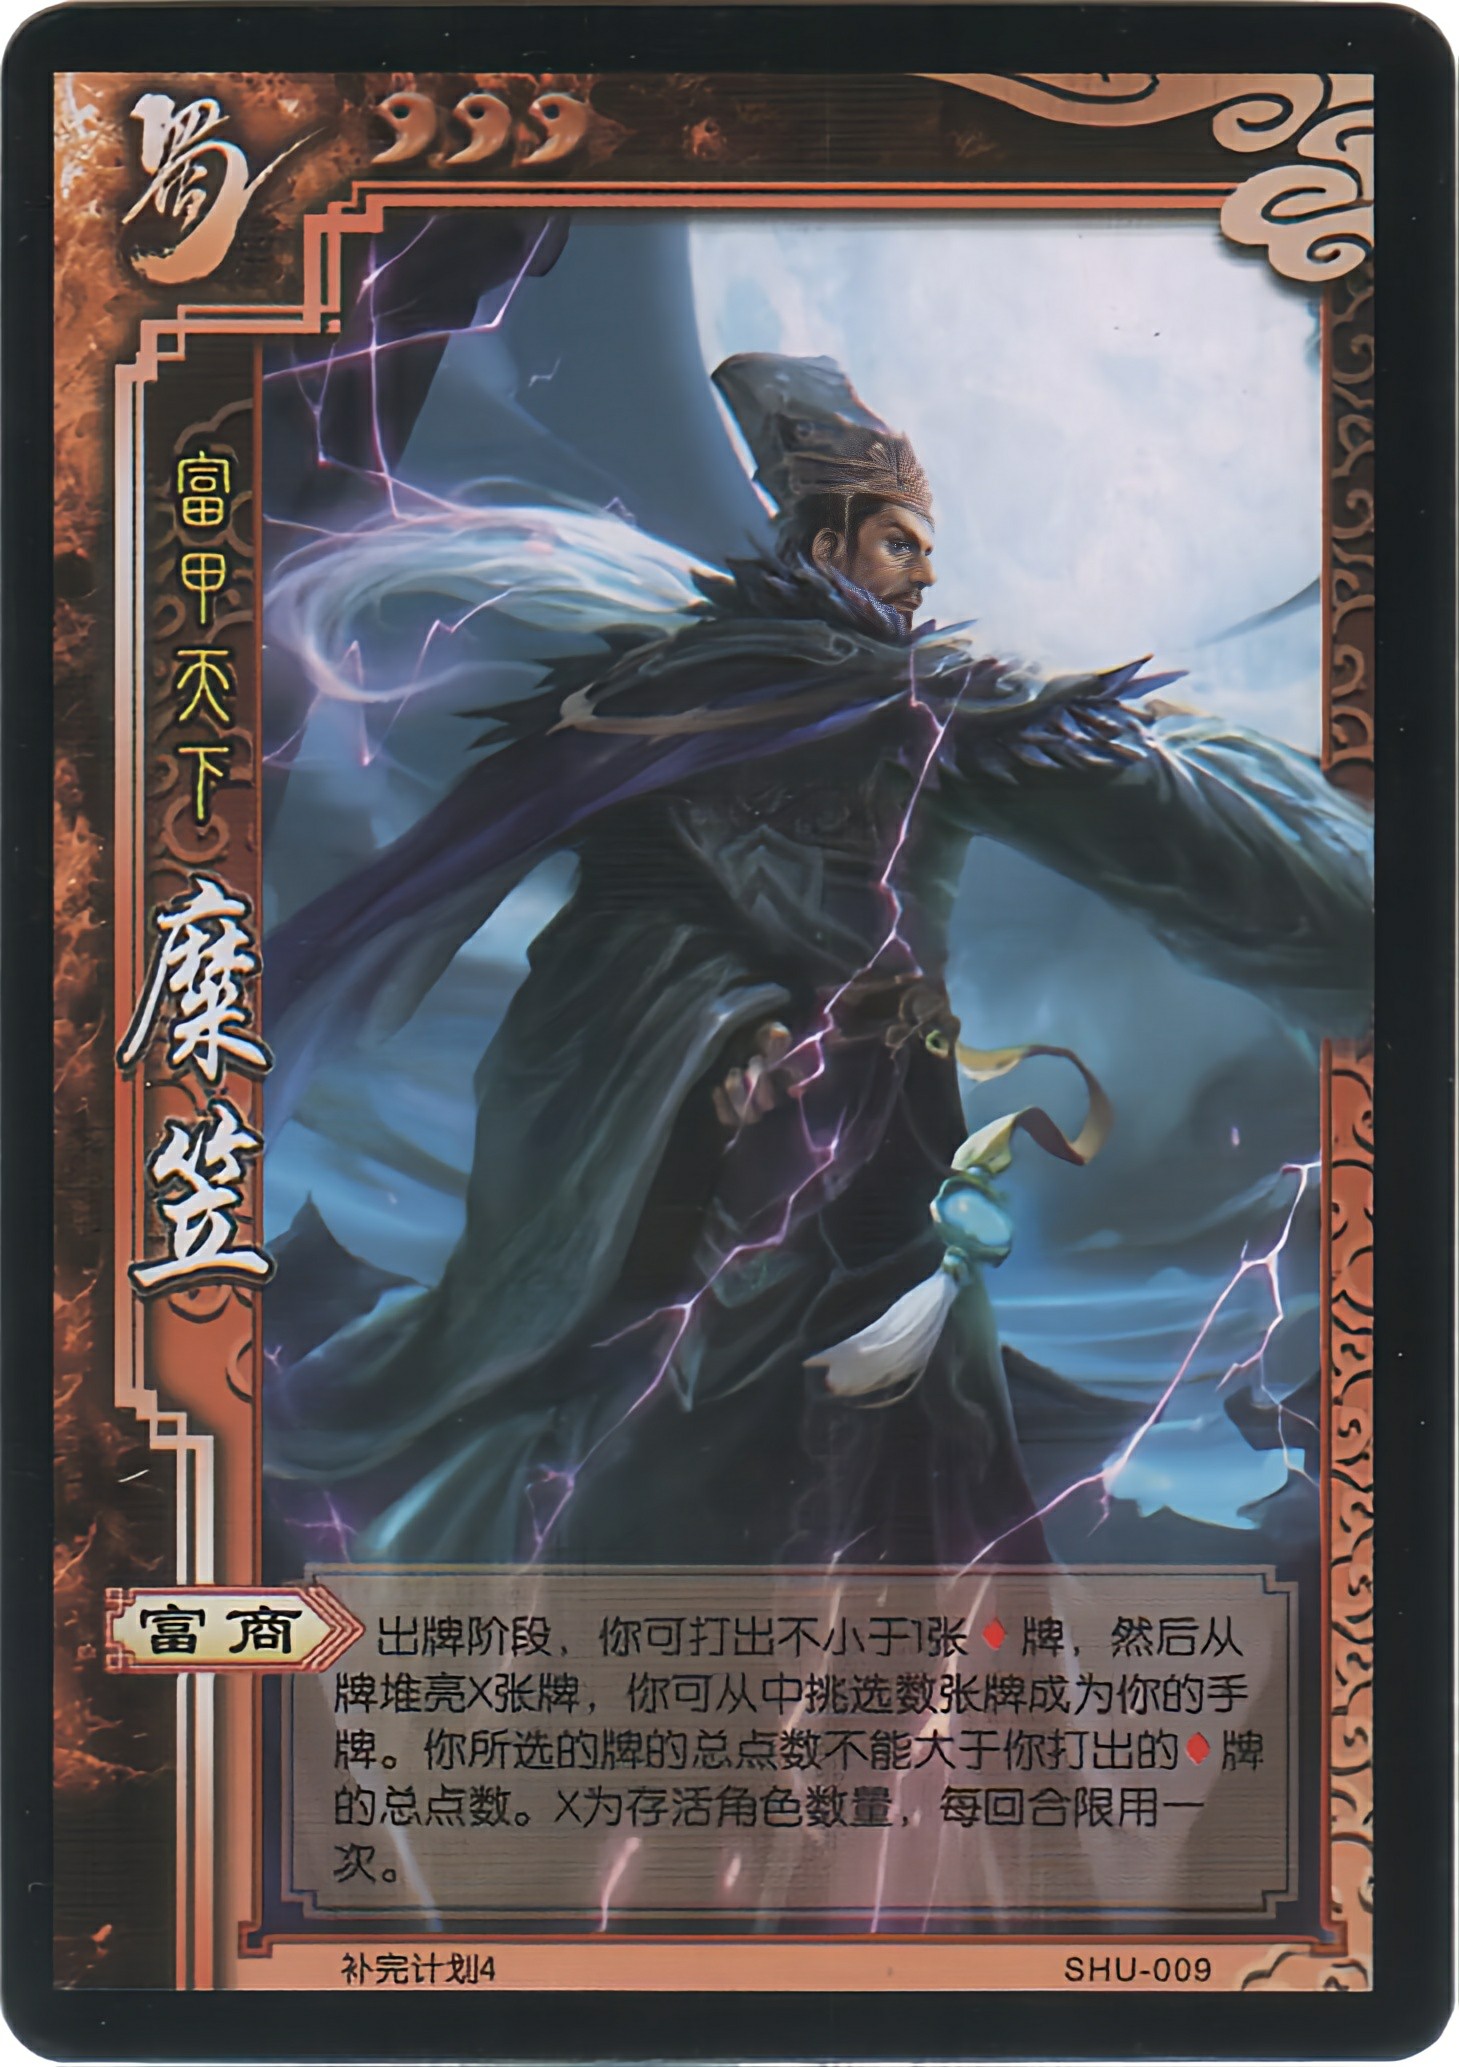 蜀
富甲天下
糜笠
富商
出牌阶段，你可打出不小于1张♦牌，然后从
牌堆亮X张牌，你可从中挑选数张牌成为你的手
牌。你所选的牌的总点数不能大于你打出的♦牌
的总点数。X为存活角色数量，每回合限用一
次。
补完计划4
SHU-009